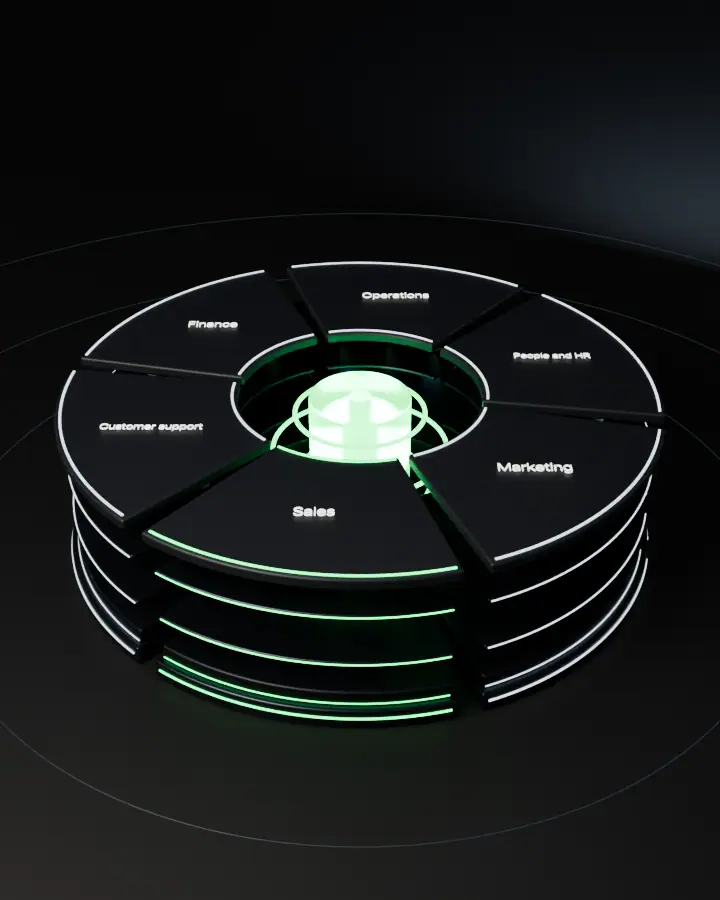 Operations
Finance
People and HR
Customer support
Marketing
Sales